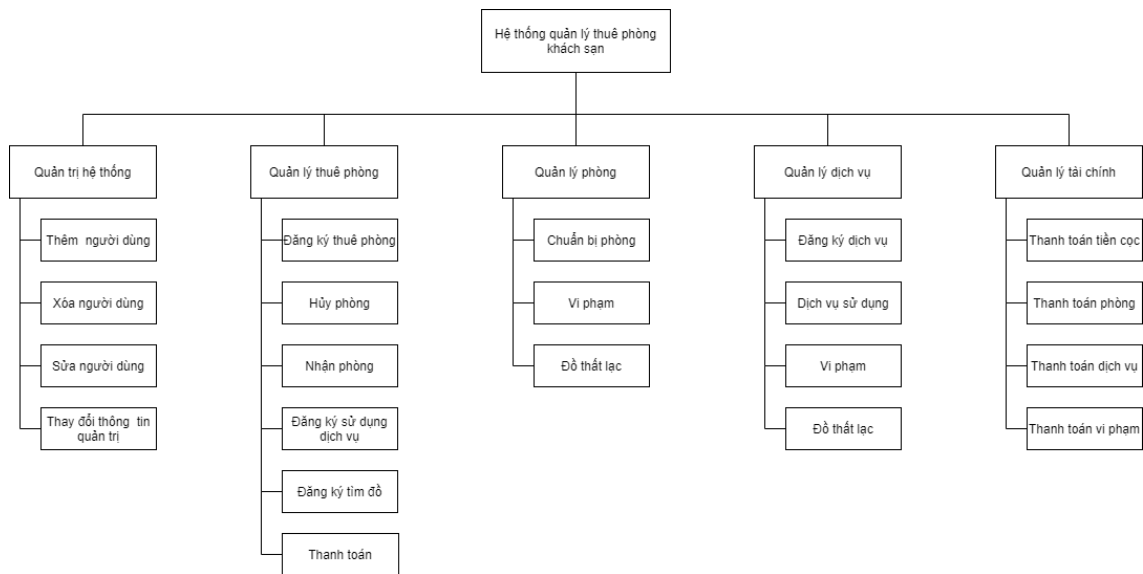 Hệ thống quản lý thuê phòng
khách sạn
Quản trị hệ thống
Quản lý thuê phòng
Quản lý phòng
Quản lý dịch vụ
Quản lý tài chính
Thêm  người dùng
Xóa người dùng
Sửa người dùng
Thay đổi thông  tin
quản trị
Đăng ký thuê phòng
Hủy phòng
Nhận phòng
Đăng ký sử dụng
dịch vụ
Đăng ký tìm đồ
Thanh toán
Chuẩn bị phòng
Vi phạm
Đồ thất lạc
Đăng ký dịch vụ
Dịch vụ sử dụng
Vi phạm
Đồ thất lạc
Thanh toán tiền cọc
Thanh toán phòng
Thanh toán dịch vụ
Thanh toán vi phạm